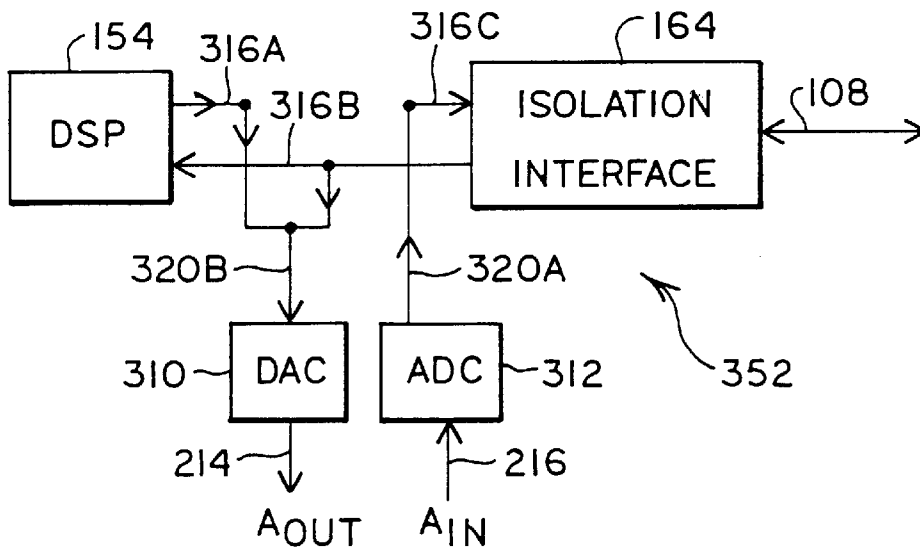 154
316A
316C
164
DSP
316B
ISOLATION
INTERFACE
108
320B
320A
310
DAC
ADC
312
352
214
216
AOUT
AIN